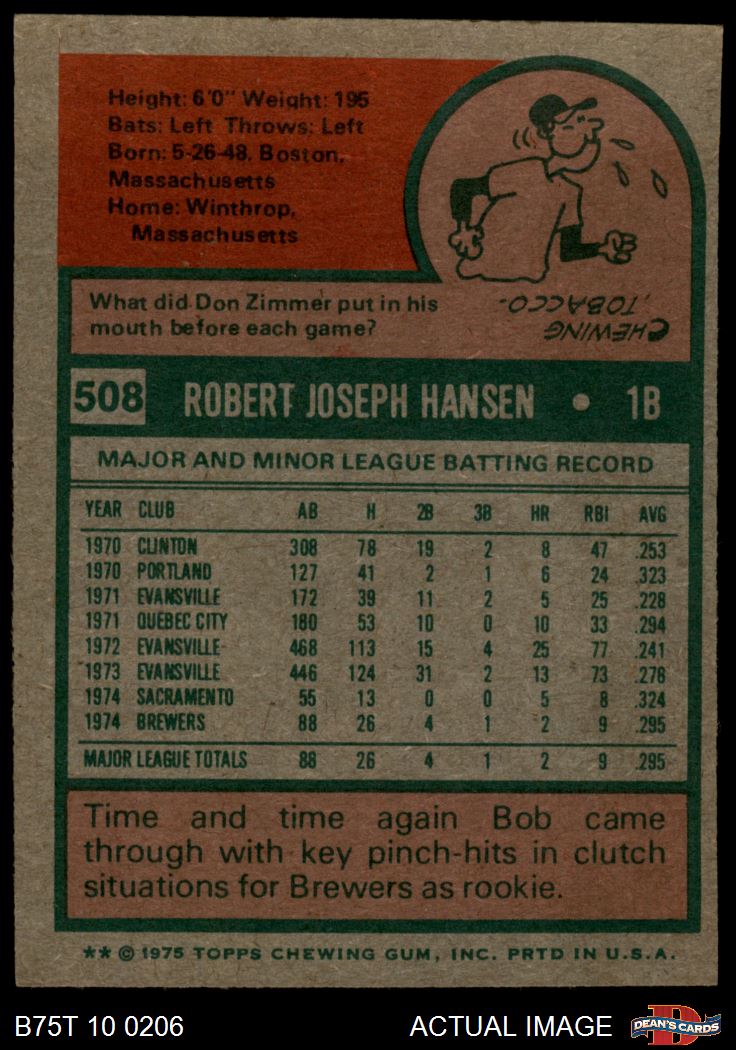 Height: 6'0" Weight: 195
Bats: Left Throws: Left
Born: 5-26-48, Boston,
Massachusetts
Home: Winthrop,
Massachusetts
What did Don Zimmer put in his
mouth before each game?
CHEWING
TOBACCO.
508 ROBERT JOSEPH HANSEN • 1B
MAJOR AND MINOR LEAGUE BATTING RECORD
YEAR CLUB AB H 2B 3B HR RBI AVG
1970 CLINTON 308 78 19 2 8 47 .253
1970 PORTLAND 127 41 2 1 6 24 .323
1971 EVANSVILLE 172 39 11 2 5 25 .228
1971 QUEBEC CITY 180 53 10 0 10 33 .294
1972 EVANSVILLE 468 113 15 4 25 77 .241
1973 EVANSVILLE 446 124 31 2 13 73 .278
1974 SACRAMENTO 55 13 0 0 5 8 .324
1974 BREWERS 88 26 4 1 2 9 .295
MAJOR LEAGUE TOTALS 88 26 4 1 2 9 .295
Time and time again Bob came
through with key pinch-hits in clutch
situations for Brewers as rookie.
** © 1975 TOPPS CHEWING GUM, INC. PRTD IN U.S.A.
B75T 10 0206 ACTUAL IMAGE DEAN'S CARDS